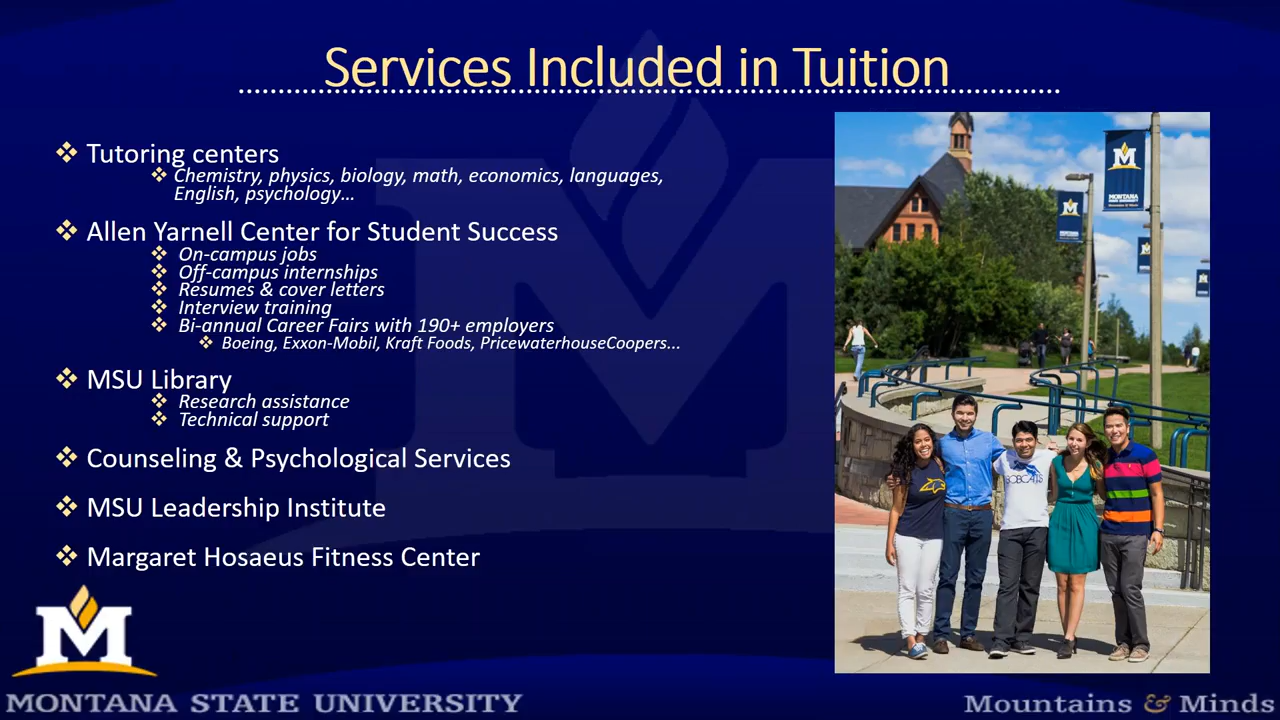 Services Included in Tuition
Tutoring centers
Chemistry, physics, biology, math, economics, languages,
English, psychology...
Allen Yarnell Center for Student Success
On-campus jobs
Off-campus internships
Resumes & cover letters
Interview training
Bi-annual Career Fairs with 190+ employers
Boeing, Exxon-Mobil, Kraft Foods, PricewaterhouseCoopers...
MSU Library
Research assistance
Technical support
Counseling & Psychological Services
MSU Leadership Institute
Margaret Hosaeus Fitness Center
M
MONTANA STATE UNIVERSITY
Mountains & Minds
M
MONTANA
STATE UNIVERSITY
BOBCATS